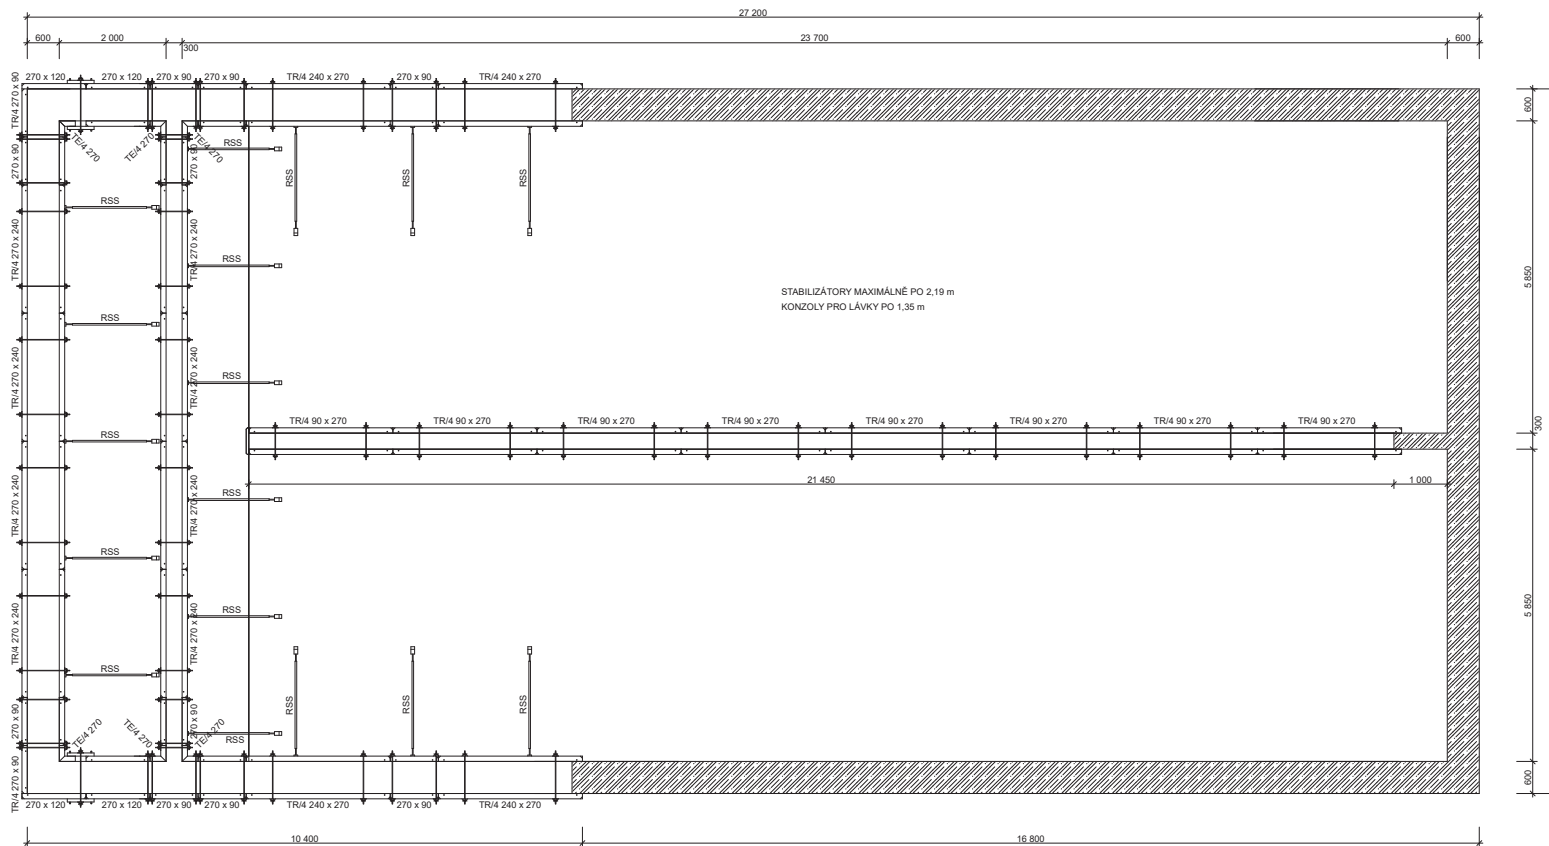 27 200
600
2 000
300
23 700
600
270 x 120
270 x 120
270 x 90
270 x 90
TR/4 240 x 270
270 x 90
TR/4 240 x 270
TR/4 270 x 90
270 x 90
TR/4 270 x 240
TR/4 270 x 240
TR/4 270 x 240
TR/4 270 x 240
270 x 90
TR/4 270 x 90
TE/4 270
TE/4 270
TE/4 270
270 x 90
TR/4 270 x 240
TR/4 270 x 240
TR/4 270 x 240
TR/4 270 x 240
270 x 90
RSS
RSS
RSS
RSS
RSS
RSS
RSS
RSS
RSS
RSS
RSS
RSS
RSS
RSS
STABILIZÁTORY MAXIMÁLNĚ PO 2,19 m
KONZOLY PRO LÁVKY PO 1,35 m
TR/4 90 x 270
TR/4 90 x 270
TR/4 90 x 270
TR/4 90 x 270
TR/4 90 x 270
TR/4 90 x 270
TR/4 90 x 270
TR/4 90 x 270
21 450
1 000
600
5 850
300
5 850
600
RSS
RSS
RSS
TE/4 270
TE/4 270
TE/4 270
270 x 120
270 x 120
270 x 90
270 x 90
TR/4 240 x 270
270 x 90
TR/4 240 x 270
10 400
16 800